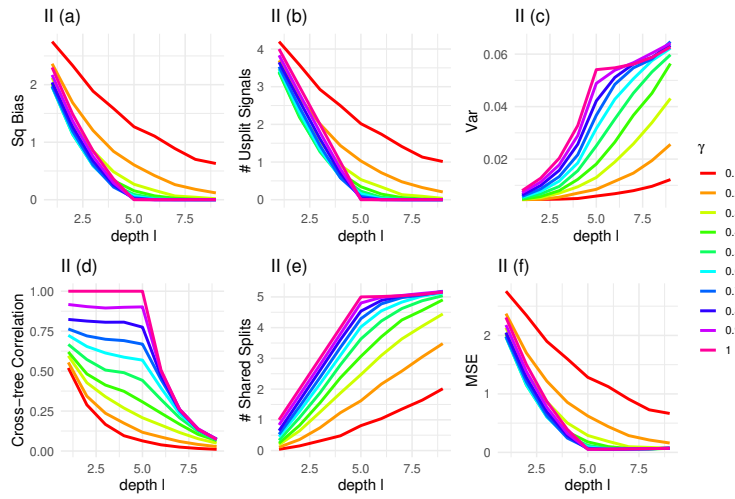 II (a)
Sq Bias
2
1
0
2.5
5.0
7.5
depth l
II (b)
# Usplit Signals
4
3
2
1
0
2.5
5.0
7.5
depth l
II (c)
Var
0.06
0.04
0.02
2.5
5.0
7.5
depth l
II (d)
Cross-tree Correlation
1.00
0.75
0.50
0.25
0.00
2.5
5.0
7.5
depth l
II (e)
# Shared Splits
5
4
3
2
1
0
2.5
5.0
7.5
depth l
II (f)
MSE
2
1
0
2.5
5.0
7.5
depth l
γ
0.
0.
0.
0.
0.
0.
0.
0.
0.
1